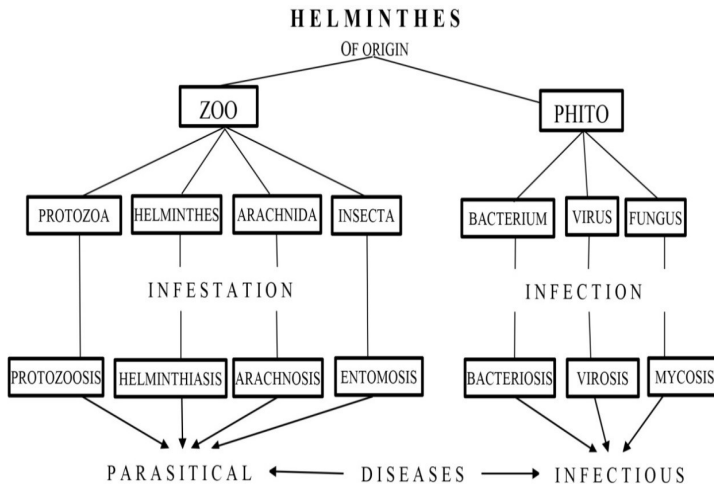 HELMINTHES
OF ORIGIN
ZOO PHITO
PROTOZOA HELMINTHES ARACHNIDA INSECTA BACTERIUM VIRUS FUNGUS
INFESTATION INFECTION
PROTOZOOSIS HELMINTHIASIS ARACHNOSIS ENTOMOSIS BACTERIOSIS VIROSIS MYCOSIS
PARASITICAL DISEASES INFECTIOUS